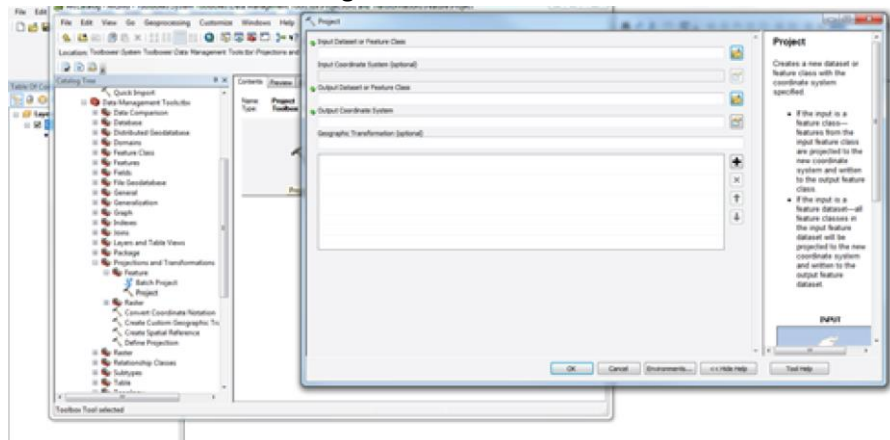 File Edit
File Edit View Go Geoprocessing Customize Windows Help
Location: Toolboxes\System Toolboxes\Data Management Tools.tbx\Projections and
Table Of Co
Catalog Tree
Quick Import
Data Management Tools.tbx
Data Comparison
Database
Distributed Geodatabase
Domains
Feature Class
Features
Fields
File Geodatabase
General
Generalization
Graph
Indexes
Joins
Layers and Table Views
Package
Projections and Transformations
Feature
Batch Project
Project
Raster
Convert Coordinate Notation
Create Custom Geographic Tr
Create Spatial Reference
Define Projection
Raster
Relationship Classes
Subtypes
Table
Toolbox Tool selected
Contents Preview
Name: Project
Type: Toolbox
Project
Input Dataset or Feature Class
Input Coordinate System (optional)
Output Dataset or Feature Class
Output Coordinate System
Geographic Transformation (optional)
OK Cancel Environments... << Hide Help Tool Help
Project
Creates a new dataset or
feature class with the
coordinate system
specified.
If the input is a
feature class—
features from the
input feature class
are projected to the
new coordinate
system and written
to the output feature
class.
If the input is a
feature dataset—all
feature classes in
the input feature
dataset will be
projected to the new
coordinate system
and written to the
output feature
dataset.
INPUT